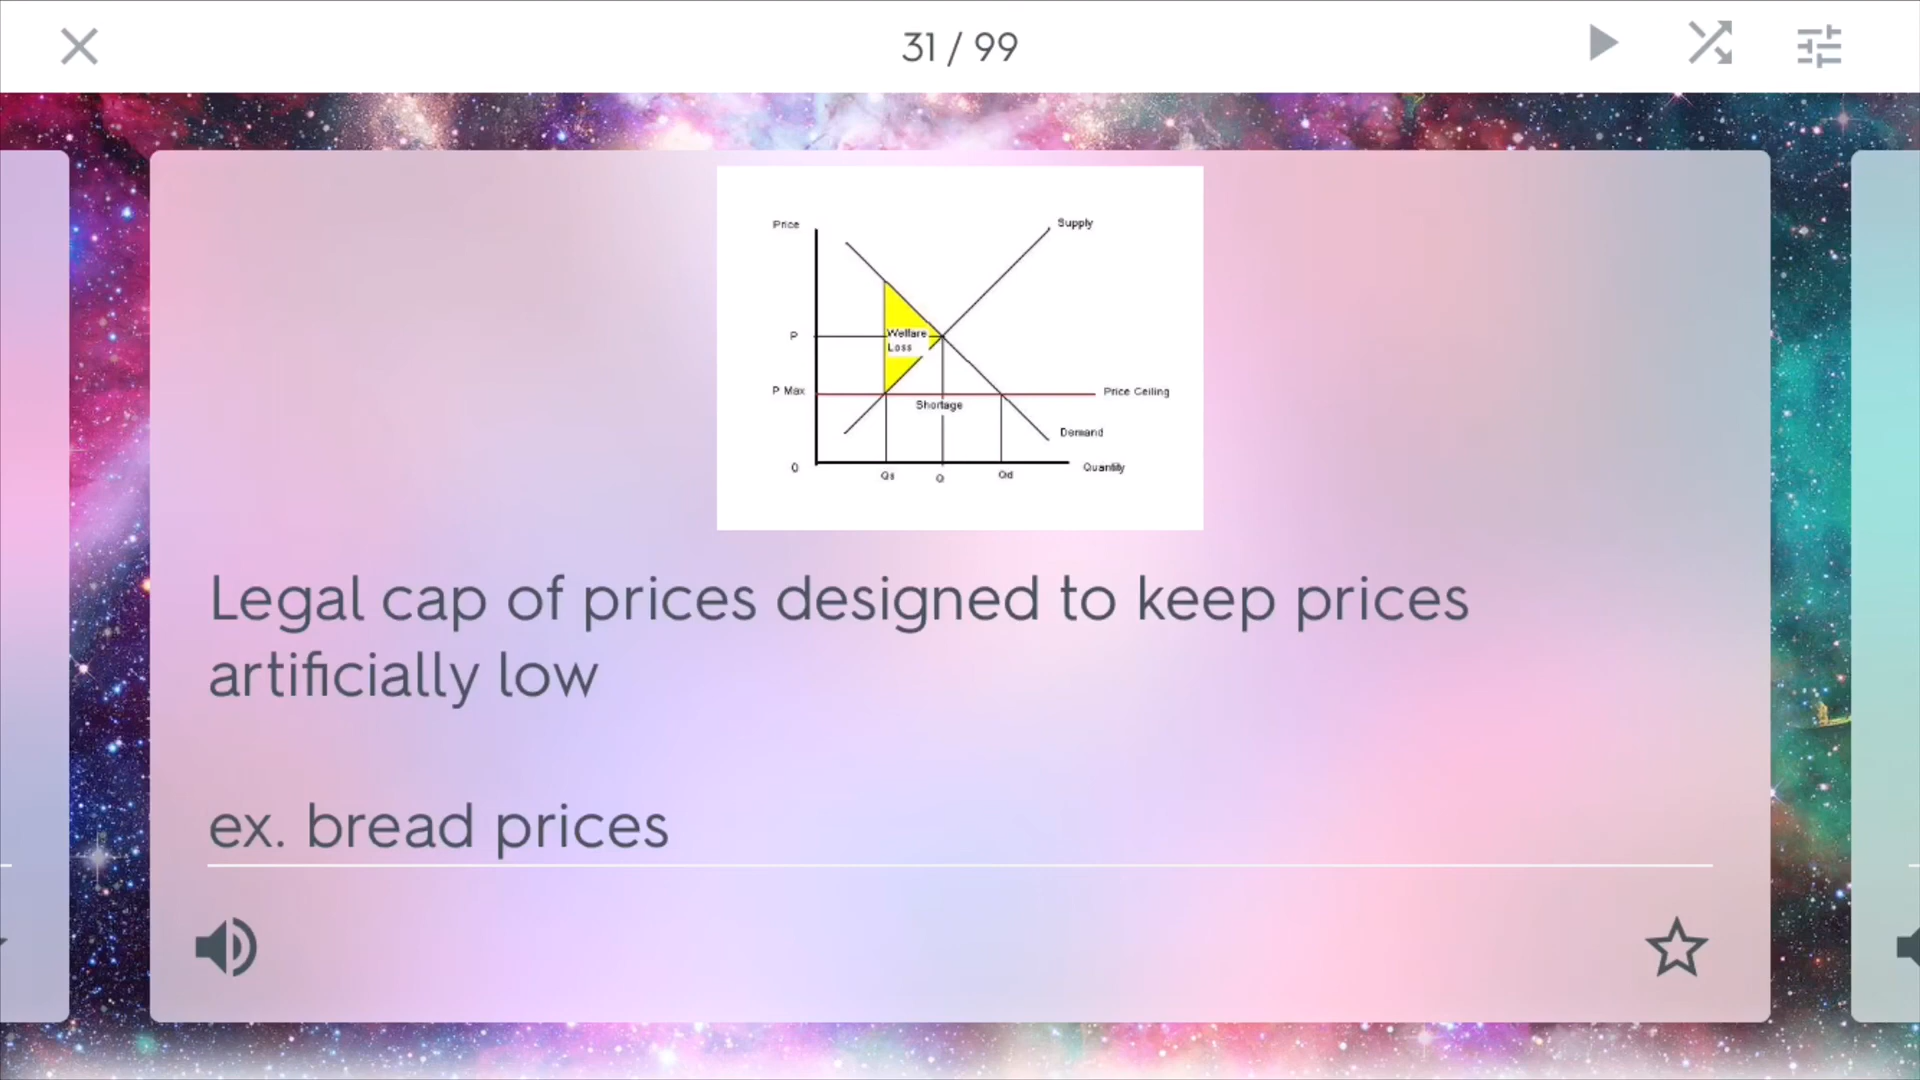 31 / 99
Price
Supply
P
Welfare
Loss
P Max
Price Ceiling
Shortage
Demand
0
Quantity
Qs
Q
Qd
Legal cap of prices designed to keep prices
artificially low
ex. bread prices